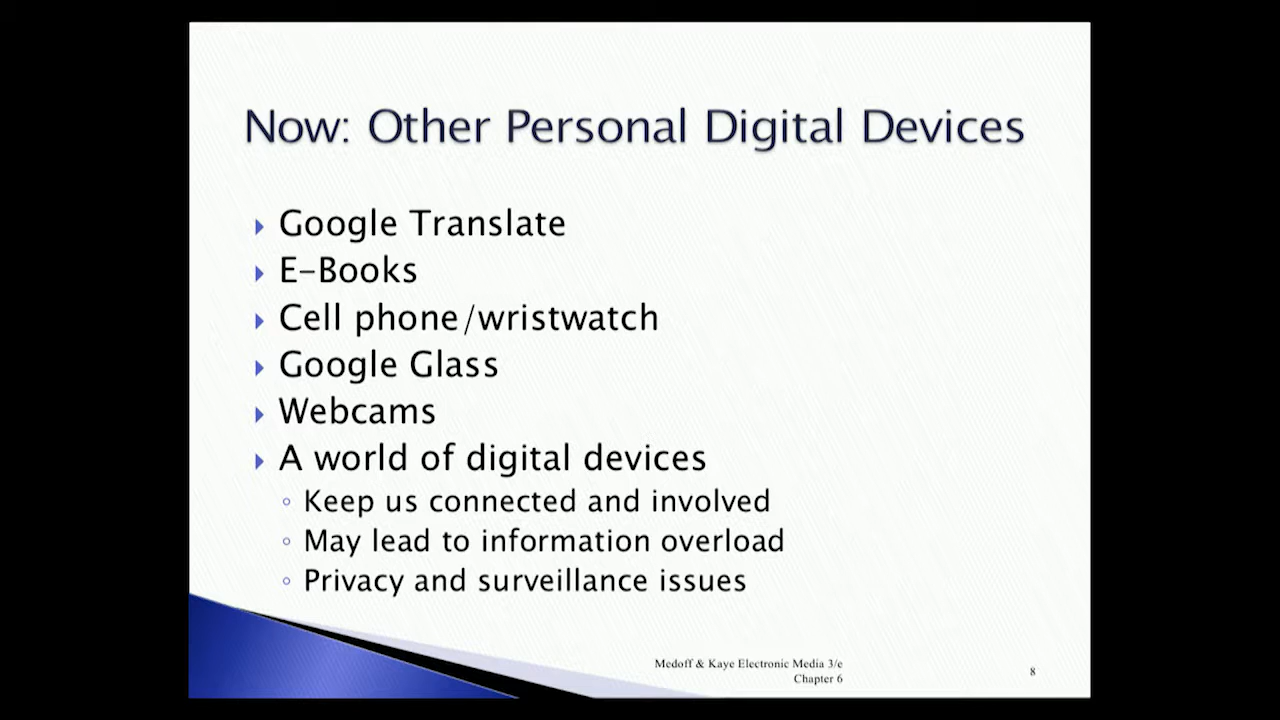 Now: Other Personal Digital Devices
Google Translate
E-Books
Cell phone/wristwatch
Google Glass
Webcams
A world of digital devices
Keep us connected and involved
May lead to information overload
Privacy and surveillance issues
Medoff & Kaye Electronic Media 3/e
Chapter 6
8